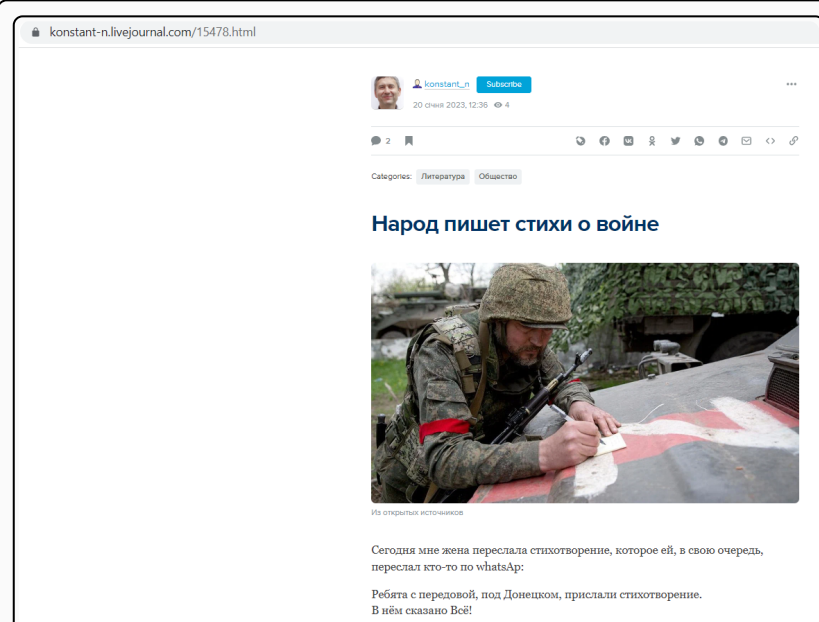 konstant-n.livejournal.com/15478.html
konstant_n Subscribe
20 січня 2023, 12:36 4
2
Categories: Литература Общество
Народ пишет стихи о войне
Из открытых источников
Сегодня мне жена переслала стихотворение, которое ей, в свою очередь,
переслал кто-то по whatsAp:
Ребята с передовой, под Донецком, прислали стихотворение.
В нём сказано Всё!